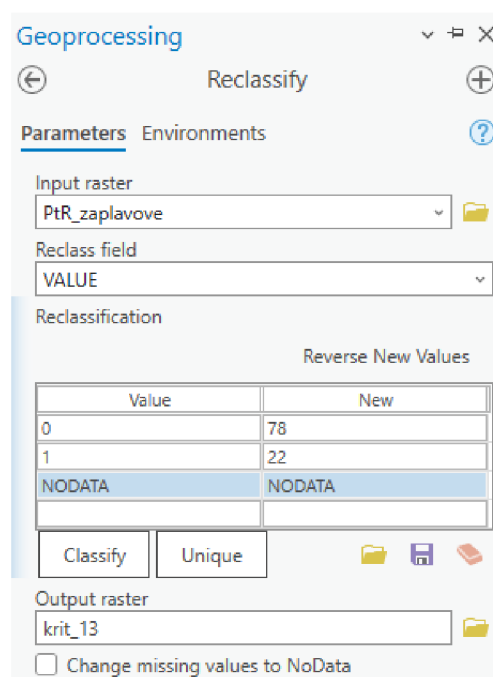 Geoprocessing
Reclassify
Parameters Environments
Input raster
PtR_zaplavove
Reclass field
VALUE
Reclassification
Reverse New Values
Value New
0 78
1 22
NODATA NODATA
Classify Unique
Output raster
krit_13
Change missing values to NoData